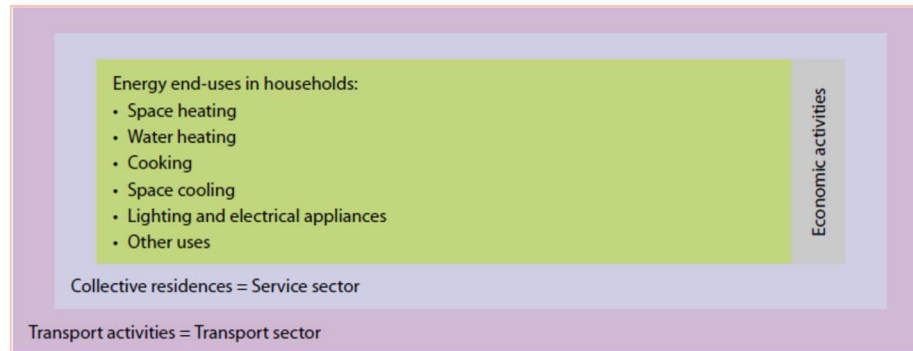 Energy end-uses in households:
• Space heating
• Water heating
• Cooking
• Space cooling
• Lighting and electrical appliances
• Other uses
Economic activities
Collective residences = Service sector
Transport activities = Transport sector